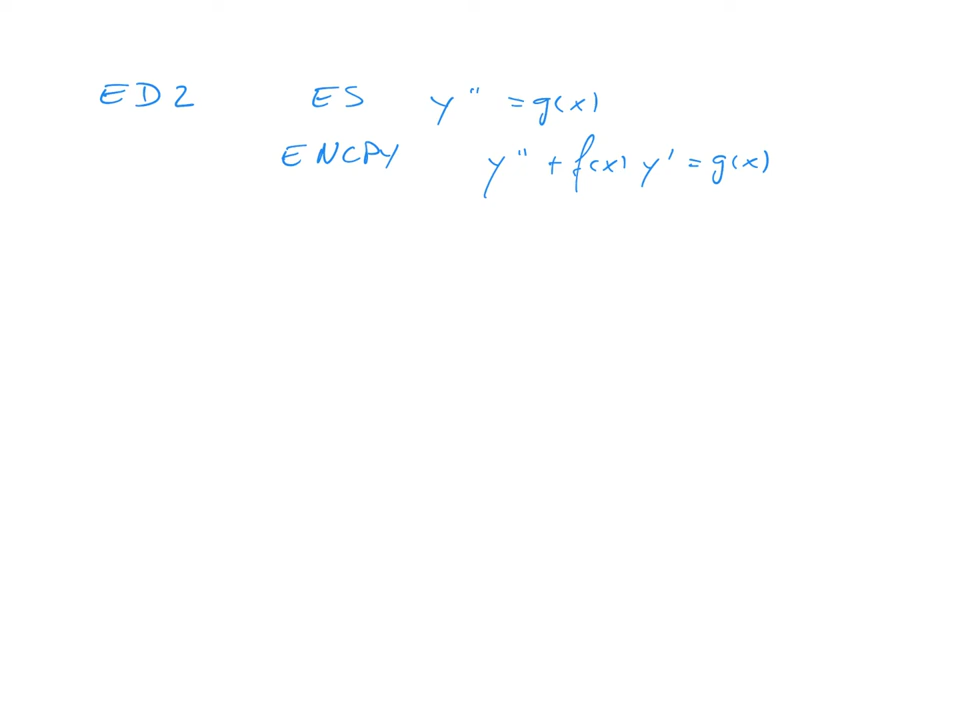 ED2 ES y'' = g(x)
ENCPY y'' + f(x) y' = g(x)